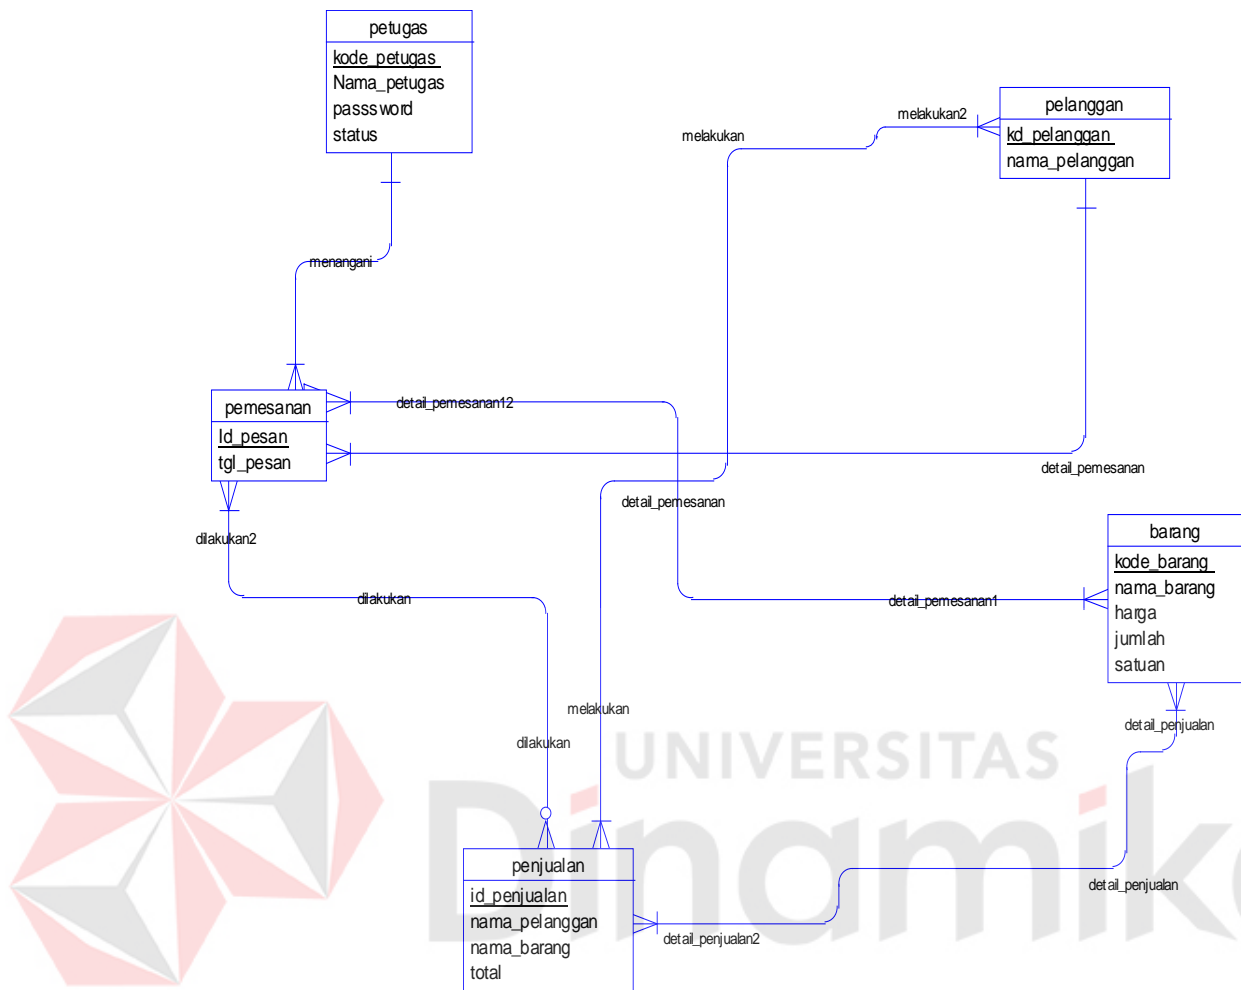 petugas
kode_petugas
Nama_petugas
passsword
status
pelanggan
kd_pelanggan
nama_pelanggan
melakukan2
melakukan
menangani
pemesanan
Id_pesan
tgl_pesan
detail_pemesanan12
detail_pemesanan
detail_pemesanan
dilakukan2
dilakukan
detail_pemesanan1
barang
kode_barang
nama_barang
harga
jumlah
satuan
melakukan
dilakukan
detail_penjualan
UNIVERSITAS
Dinamika
penjualan
id_penjualan
nama_pelanggan
nama_barang
total
detail_penjualan
detail_penjualan2